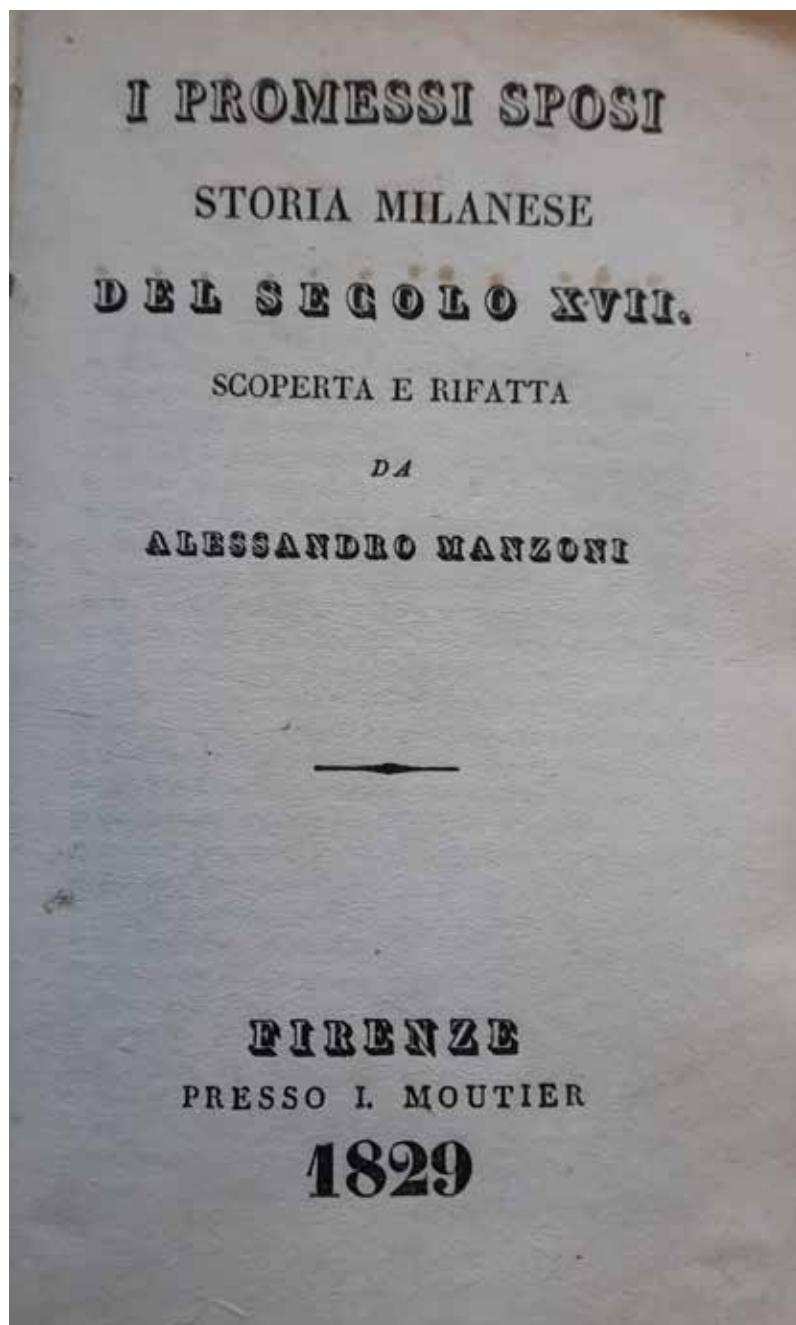 I PROMESSI SPOSI
STORIA MILANESE
DEL SECOLO XVII.
SCOPERTA E RIFATTA
DA
ALESSANDRO MANZONI
FIRENZE
PRESSO I. MOUTIER
1829